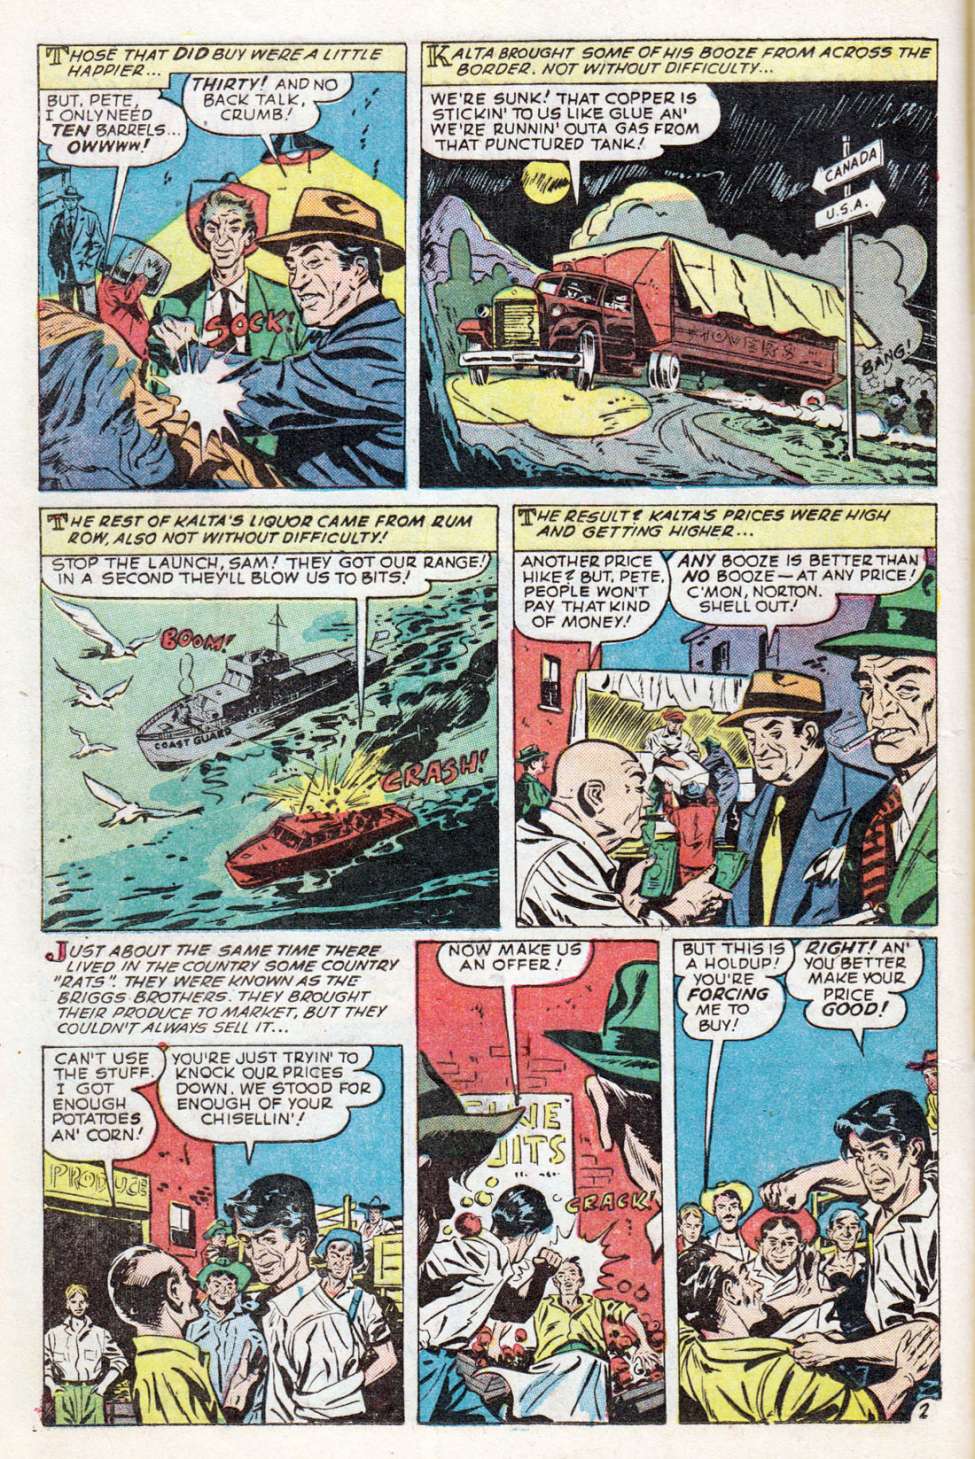 THOSE THAT DID BUY WERE A LITTLE
HAPPIER...
BUT, PETE,
I ONLY NEED
TEN BARRELS...
OWWWW!
THIRTY! AND NO
BACK TALK,
CRUMB!
SOCK!
KALTA BROUGHT SOME OF HIS BOOZE FROM ACROSS THE
BORDER. NOT WITHOUT DIFFICULTY...
WE'RE SUNK! THAT COPPER IS
STICKIN' TO US LIKE GLUE AN'
WE'RE RUNNIN' OUTA GAS FROM
THAT PUNCTURED TANK!
CANADA
U.S.A.
BANG!
THE REST OF KALTA'S LIQUOR CAME FROM RUM
ROW, ALSO NOT WITHOUT DIFFICULTY!
STOP THE LAUNCH, SAM! THEY GOT OUR RANGE!
IN A SECOND THEY'LL BLOW US TO BITS!
BOOM!
COAST GUARD
CRASH!
THE RESULT? KALTA'S PRICES WERE HIGH
AND GETTING HIGHER...
ANOTHER PRICE
HIKE? BUT, PETE,
PEOPLE WON'T
PAY THAT KIND
OF MONEY!
ANY BOOZE IS BETTER THAN
NO BOOZE—AT ANY PRICE!
C'MON, NORTON.
SHELL OUT!
JUST ABOUT THE SAME TIME THERE
LIVED IN THE COUNTRY SOME COUNTRY
"RATS". THEY WERE KNOWN AS THE
BRIGGS BROTHERS. THEY BROUGHT
THEIR PRODUCE TO MARKET, BUT THEY
COULDN'T ALWAYS SELL IT...
CAN'T USE
THE STUFF.
I GOT
ENOUGH
POTATOES
AN' CORN!
YOU'RE JUST TRYIN' TO
KNOCK OUR PRICES
DOWN. WE STOOD FOR
ENOUGH OF YOUR
CHISELLIN'!
PRODUCE
NOW MAKE US
AN OFFER!
CRACK!
BUT THIS IS
A HOLDUP!
YOU'RE
FORCING
ME TO
BUY!
RIGHT! AN'
YOU BETTER
MAKE YOUR
PRICE
GOOD!
2